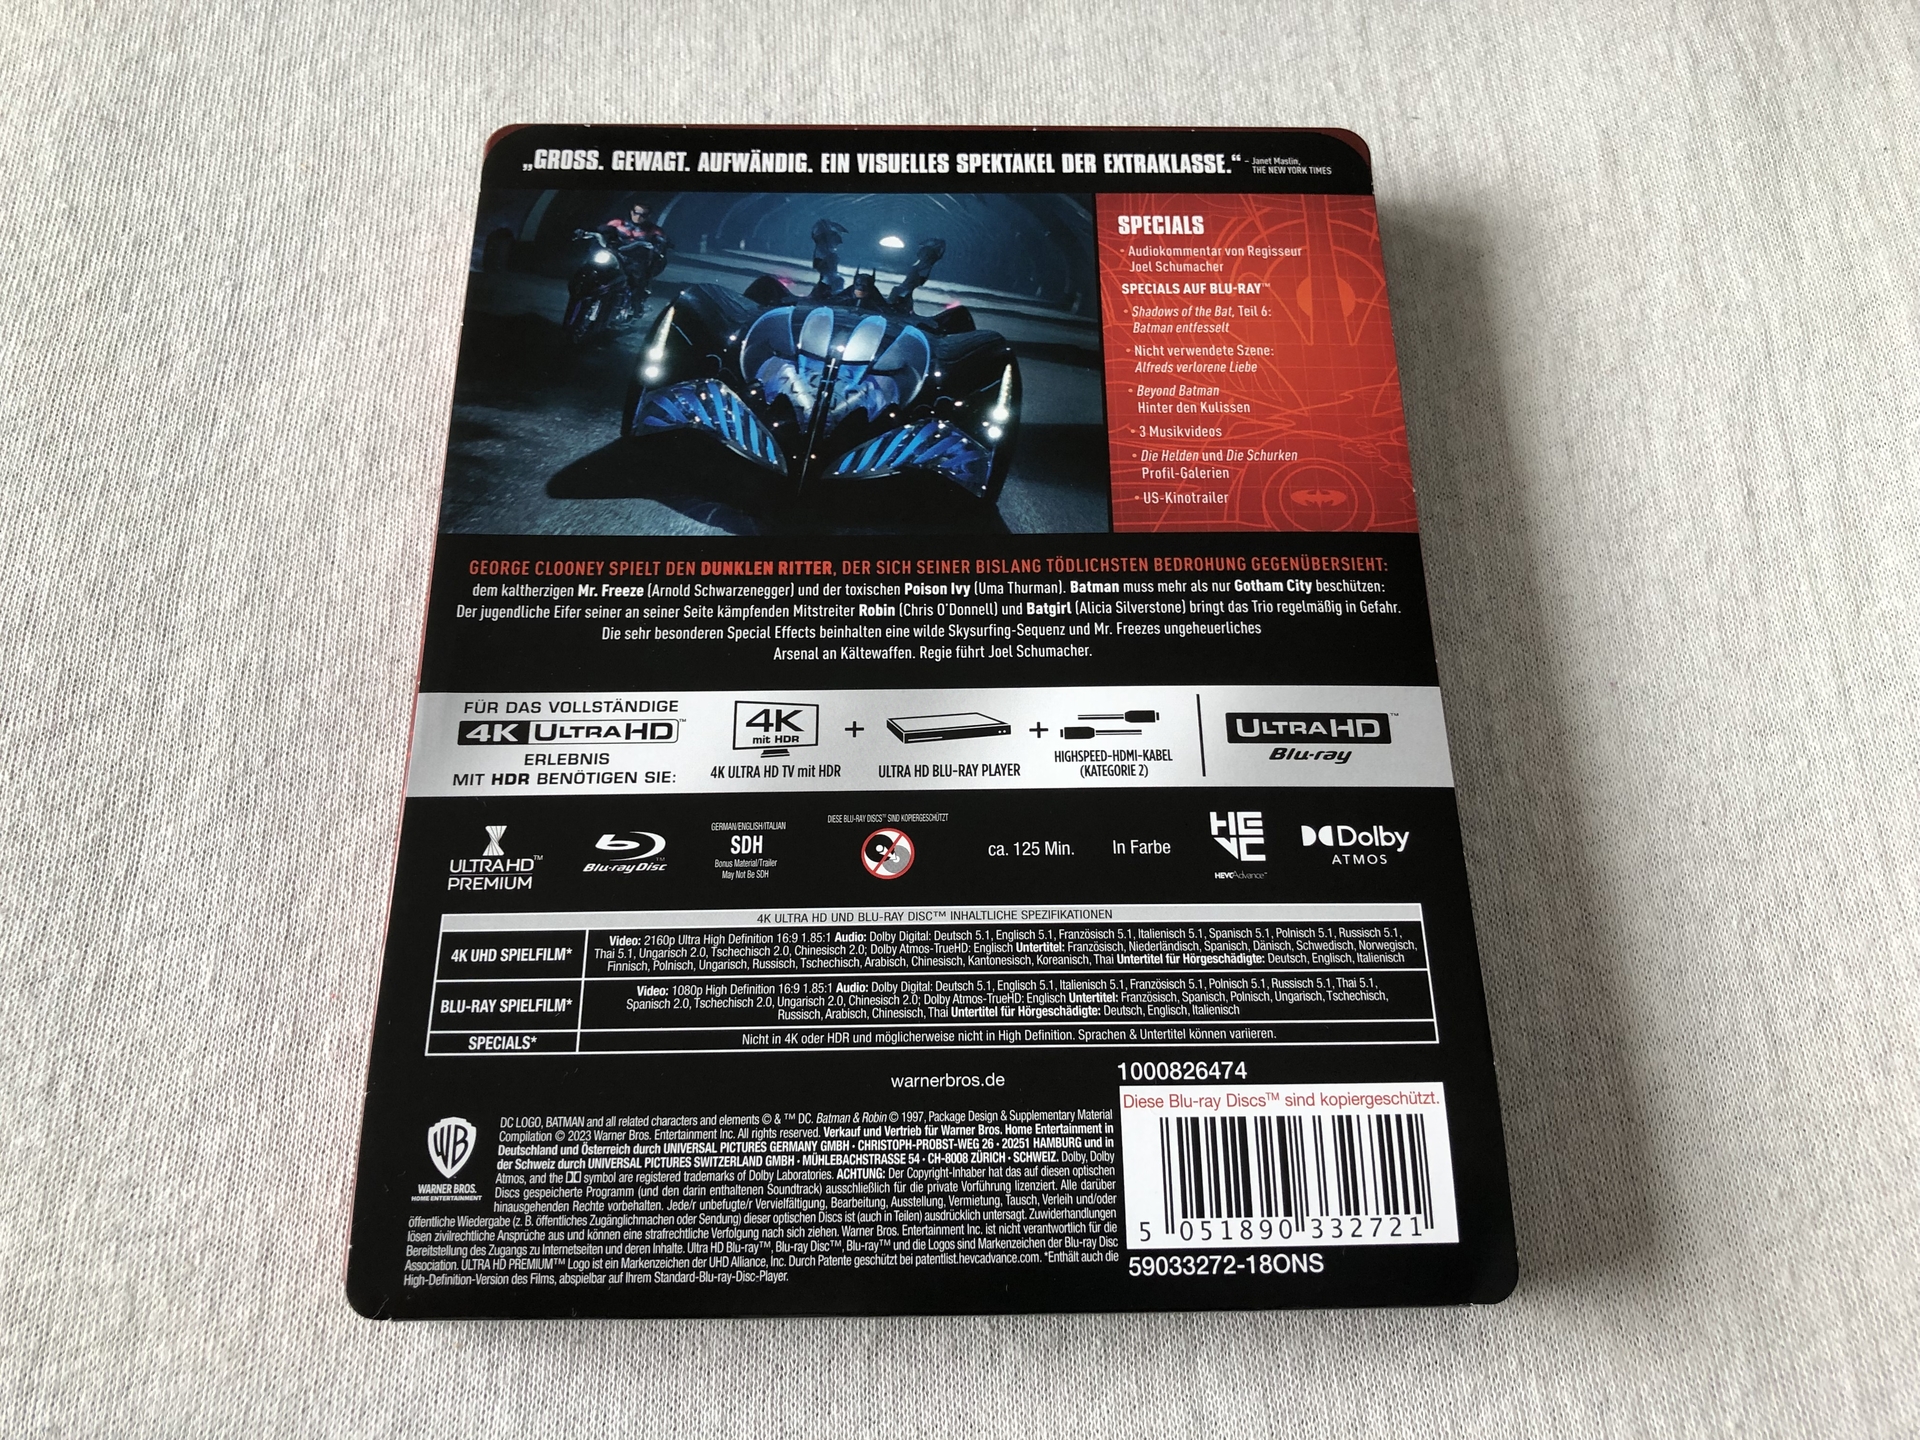 „GROSS. GEWAGT. AUFWÄNDIG. EIN VISUELLES SPEKTAKEL DER EXTRAKLASSE.“ – Janet Maslin,
THE NEW YORK TIMES
SPECIALS
• Audiokommentar von Regisseur
Joel Schumacher
SPECIALS AUF BLU-RAY™
• Shadows of the Bat, Teil 6:
Batman entfesselt
• Nicht verwendete Szene:
Alfreds verlorene Liebe
• Beyond Batman
Hinter den Kulissen
• 3 Musikvideos
• Die Helden und Die Schurken
Profil-Galerien
• US-Kinotrailer
GEORGE CLOONEY SPIELT DEN DUNKLEN RITTER, DER SICH SEINER BISLANG TÖDLICHSTEN BEDROHUNG GEGENÜBERSIEHT:
dem kaltherzigen Mr. Freeze (Arnold Schwarzenegger) und der toxischen Poison Ivy (Uma Thurman). Batman muss mehr als nur Gotham City beschützen:
Der jugendliche Eifer seiner an seiner Seite kämpfenden Mitstreiter Robin (Chris O'Donnell) und Batgirl (Alicia Silverstone) bringt das Trio regelmäßig in Gefahr.
Die sehr besonderen Special Effects beinhalten eine wilde Skysurfing-Sequenz und Mr. Freezes ungeheuerliches
Arsenal an Kältewaffen. Regie führt Joel Schumacher.
FÜR DAS VOLLSTÄNDIGE
4K ULTRA HD™
ERLEBNIS
MIT HDR BENÖTIGEN SIE:
4K
mit HDR
4K ULTRA HD TV mit HDR
+
ULTRA HD BLU-RAY PLAYER
+
HIGHSPEED-HDMI-KABEL
(KATEGORIE 2)
ULTRA HD™
Blu-ray
ULTRA HD™
PREMIUM
Blu-ray Disc™
GERMAN/ENGLISH/ITALIAN
SDH
Bonus Material/Trailer
May Not Be SDH
DIESE BLU-RAY DISCS™ SIND KOPIERGESCHÜTZT
ca. 125 Min.
In Farbe
HEVC
HEVC Advance™
Dolby
ATMOS
4K ULTRA HD UND BLU-RAY DISC™ INHALTLICHE SPEZIFIKATIONEN
4K UHD SPIELFILM*
Video: 2160p Ultra High Definition 16:9 1.85:1 Audio: Dolby Digital: Deutsch 5.1, Englisch 5.1, Französisch 5.1, Italienisch 5.1, Spanisch 5.1, Polnisch 5.1, Russisch 5.1,
Thai 5.1, Ungarisch 2.0, Tschechisch 2.0, Chinesisch 2.0; Dolby Atmos-TrueHD: Englisch Untertitel: Französisch, Niederländisch, Spanisch, Dänisch, Schwedisch, Norwegisch,
Finnisch, Polnisch, Ungarisch, Russisch, Tschechisch, Arabisch, Chinesisch, Kantonesisch, Koreanisch, Thai Untertitel für Hörgeschädigte: Deutsch, Englisch, Italienisch
BLU-RAY SPIELFILM*
Video: 1080p High Definition 16:9 1.85:1 Audio: Dolby Digital: Deutsch 5.1, Englisch 5.1, Italienisch 5.1, Französisch 5.1, Polnisch 5.1, Russisch 5.1, Thai 5.1,
Spanisch 2.0, Tschechisch 2.0, Ungarisch 2.0, Chinesisch 2.0; Dolby Atmos-TrueHD: Englisch Untertitel: Französisch, Spanisch, Polnisch, Ungarisch, Tschechisch,
Russisch, Arabisch, Chinesisch, Thai Untertitel für Hörgeschädigte: Deutsch, Englisch, Italienisch
SPECIALS*
Nicht in 4K oder HDR und möglicherweise nicht in High Definition. Sprachen & Untertitel können variieren.
warnerbros.de
WB
WARNER BROS.
HOME ENTERTAINMENT
DC LOGO, BATMAN and all related characters and elements © & ™ DC. Batman & Robin © 1997, Package Design & Supplementary Material
Compilation © 2023 Warner Bros. Entertainment Inc. All rights reserved. Verkauf und Vertrieb für Warner Bros. Home Entertainment in
Deutschland und Österreich durch UNIVERSAL PICTURES GERMANY GMBH • CHRISTOPH-PROBST-WEG 26 • 20251 HAMBURG und in
der Schweiz durch UNIVERSAL PICTURES SWITZERLAND GMBH • MÜHLEBACHSTRASSE 54 • CH-8008 ZÜRICH • SCHWEIZ. Dolby, Dolby
Atmos, and the symbol are registered trademarks of Dolby Laboratories. ACHTUNG: Der Copyright-Inhaber hat das auf diesen optischen
Discs gespeicherte Programm (und den darin enthaltenen Soundtrack) ausschließlich für die private Vorführung lizenziert. Alle darüber
hinausgehenden Rechte vorbehalten. Jede/r unbefugte/r Vervielfältigung, Bearbeitung, Ausstellung, Vermietung, Tausch, Verleih und/oder
öffentliche Wiedergabe (z. B. öffentliches Zugänglichmachen oder Sendung) dieser optischen Discs ist (auch in Teilen) ausdrücklich untersagt. Zuwiderhandlungen
lösen zivilrechtliche Ansprüche aus und können eine strafrechtliche Verfolgung nach sich ziehen. Warner Bros. Entertainment Inc. ist nicht verantwortlich für die
Bereitstellung des Zugangs zu Internetseiten und deren Inhalte. Ultra HD Blu-ray™, Blu-ray Disc™, Blu-ray™ und die Logos sind Markenzeichen der Blu-ray Disc
Association. ULTRA HD PREMIUM™ Logo ist ein Markenzeichen der UHD Alliance, Inc. Durch Patente geschützt bei patentlist.hevcadvance.com. *Enthält auch die
High-Definition-Version des Films, abspielbar auf Ihrem Standard-Blu-ray-Disc-Player.
1000826474
Diese Blu-ray Discs™ sind kopiergeschützt.
5 051890 332721
59033272-18ONS